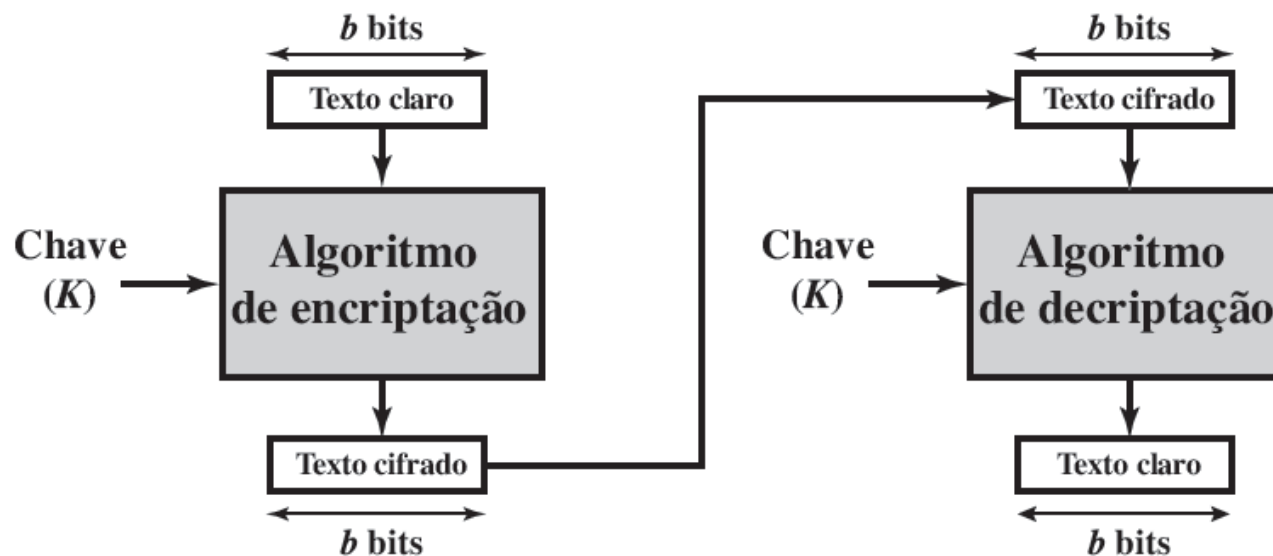 b bits
Texto claro
Chave
(K)
Algoritmo
de encriptação
Texto cifrado
b bits
b bits
Texto cifrado
Chave
(K)
Algoritmo
de decriptação
Texto claro
b bits